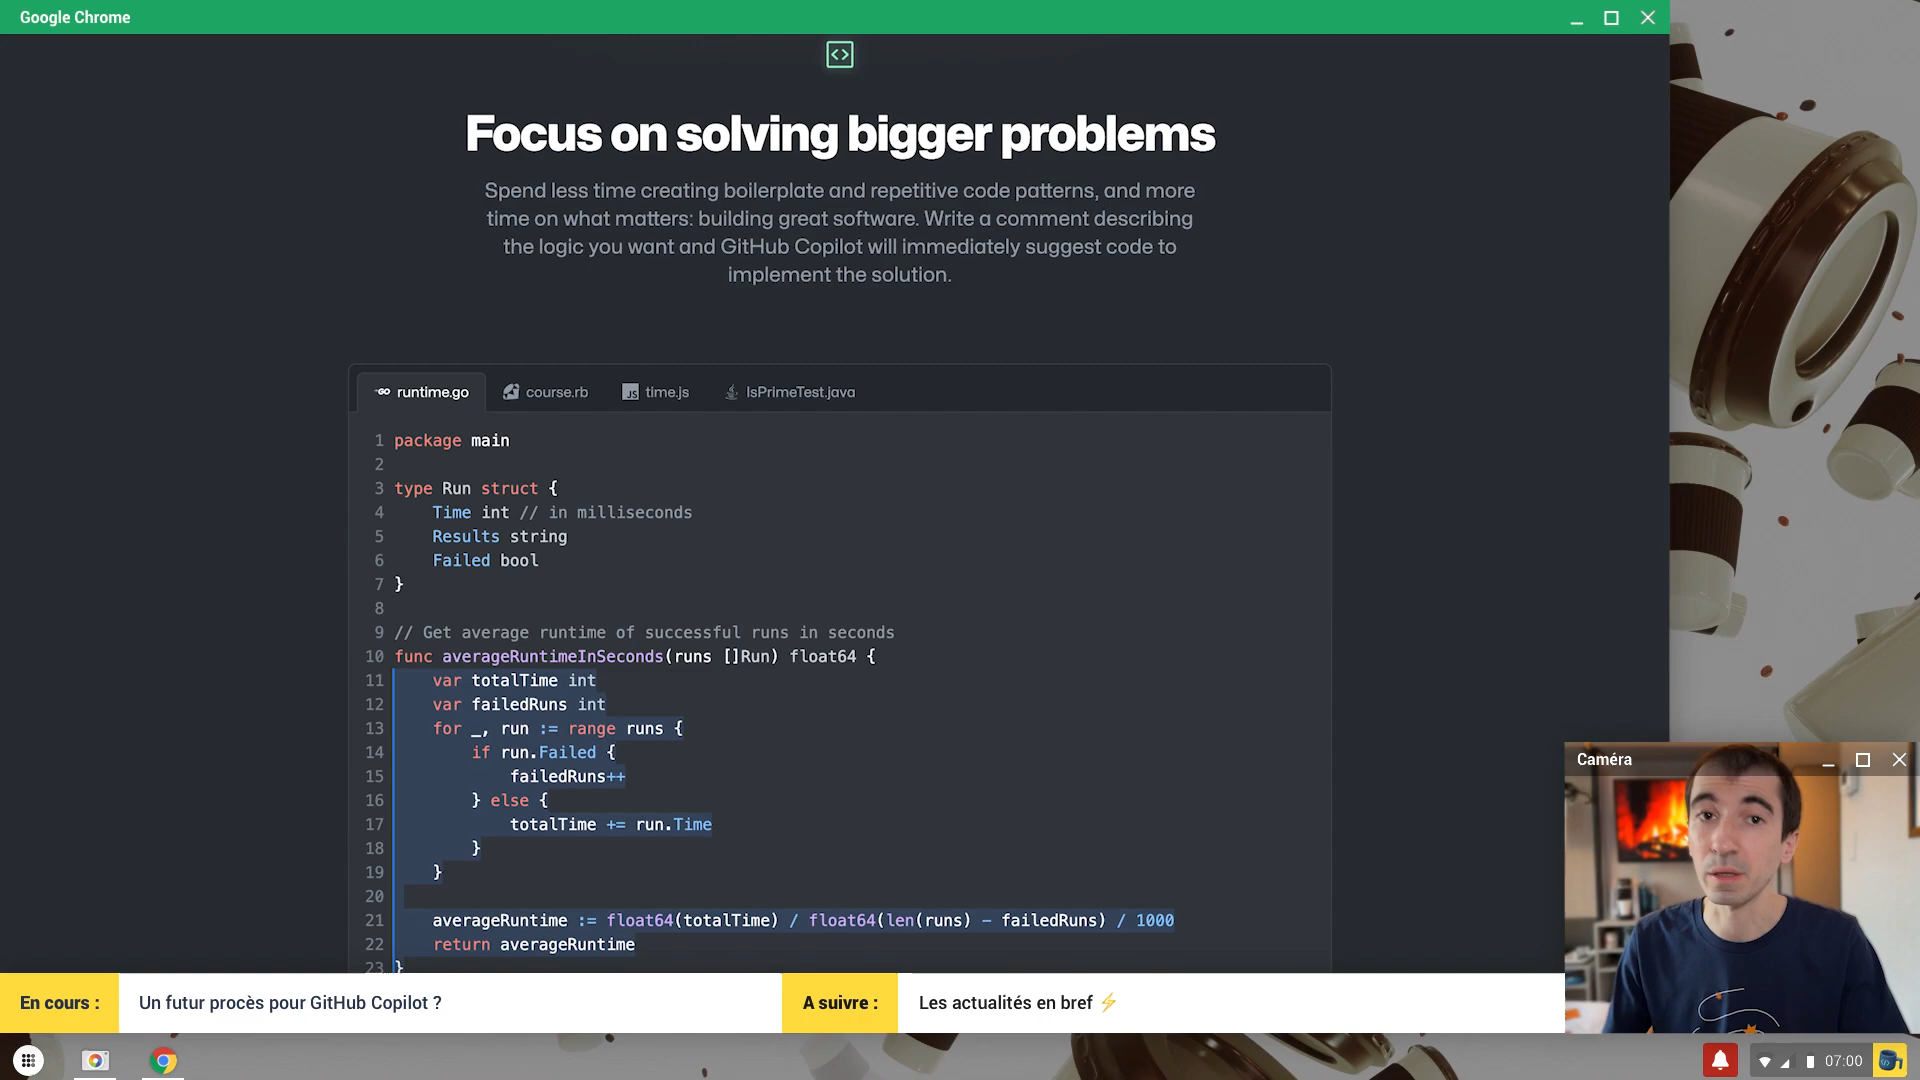 Google Chrome
Focus on solving bigger problems
Spend less time creating boilerplate and repetitive code patterns, and more
time on what matters: building great software. Write a comment describing
the logic you want and GitHub Copilot will immediately suggest code to
implement the solution.
GO runtime.go course.rb JS time.js IsPrimeTest.java
1 package main
2
3 type Run struct {
4 Time int // in milliseconds
5 Results string
6 Failed bool
7 }
8
9 // Get average runtime of successful runs in seconds
10 func averageRuntimeInSeconds(runs []Run) float64 {
11 var totalTime int
12 var failedRuns int
13 for _, run := range runs {
14 if run.Failed {
15 failedRuns++
16 } else {
17 totalTime += run.Time
18 }
19 }
20
21 averageRuntime := float64(totalTime) / float64(len(runs) - failedRuns) / 1000
22 return averageRuntime
23 }
Caméra
En cours : Un futur procès pour GitHub Copilot ? A suivre : Les actualités en bref ⚡
07:00